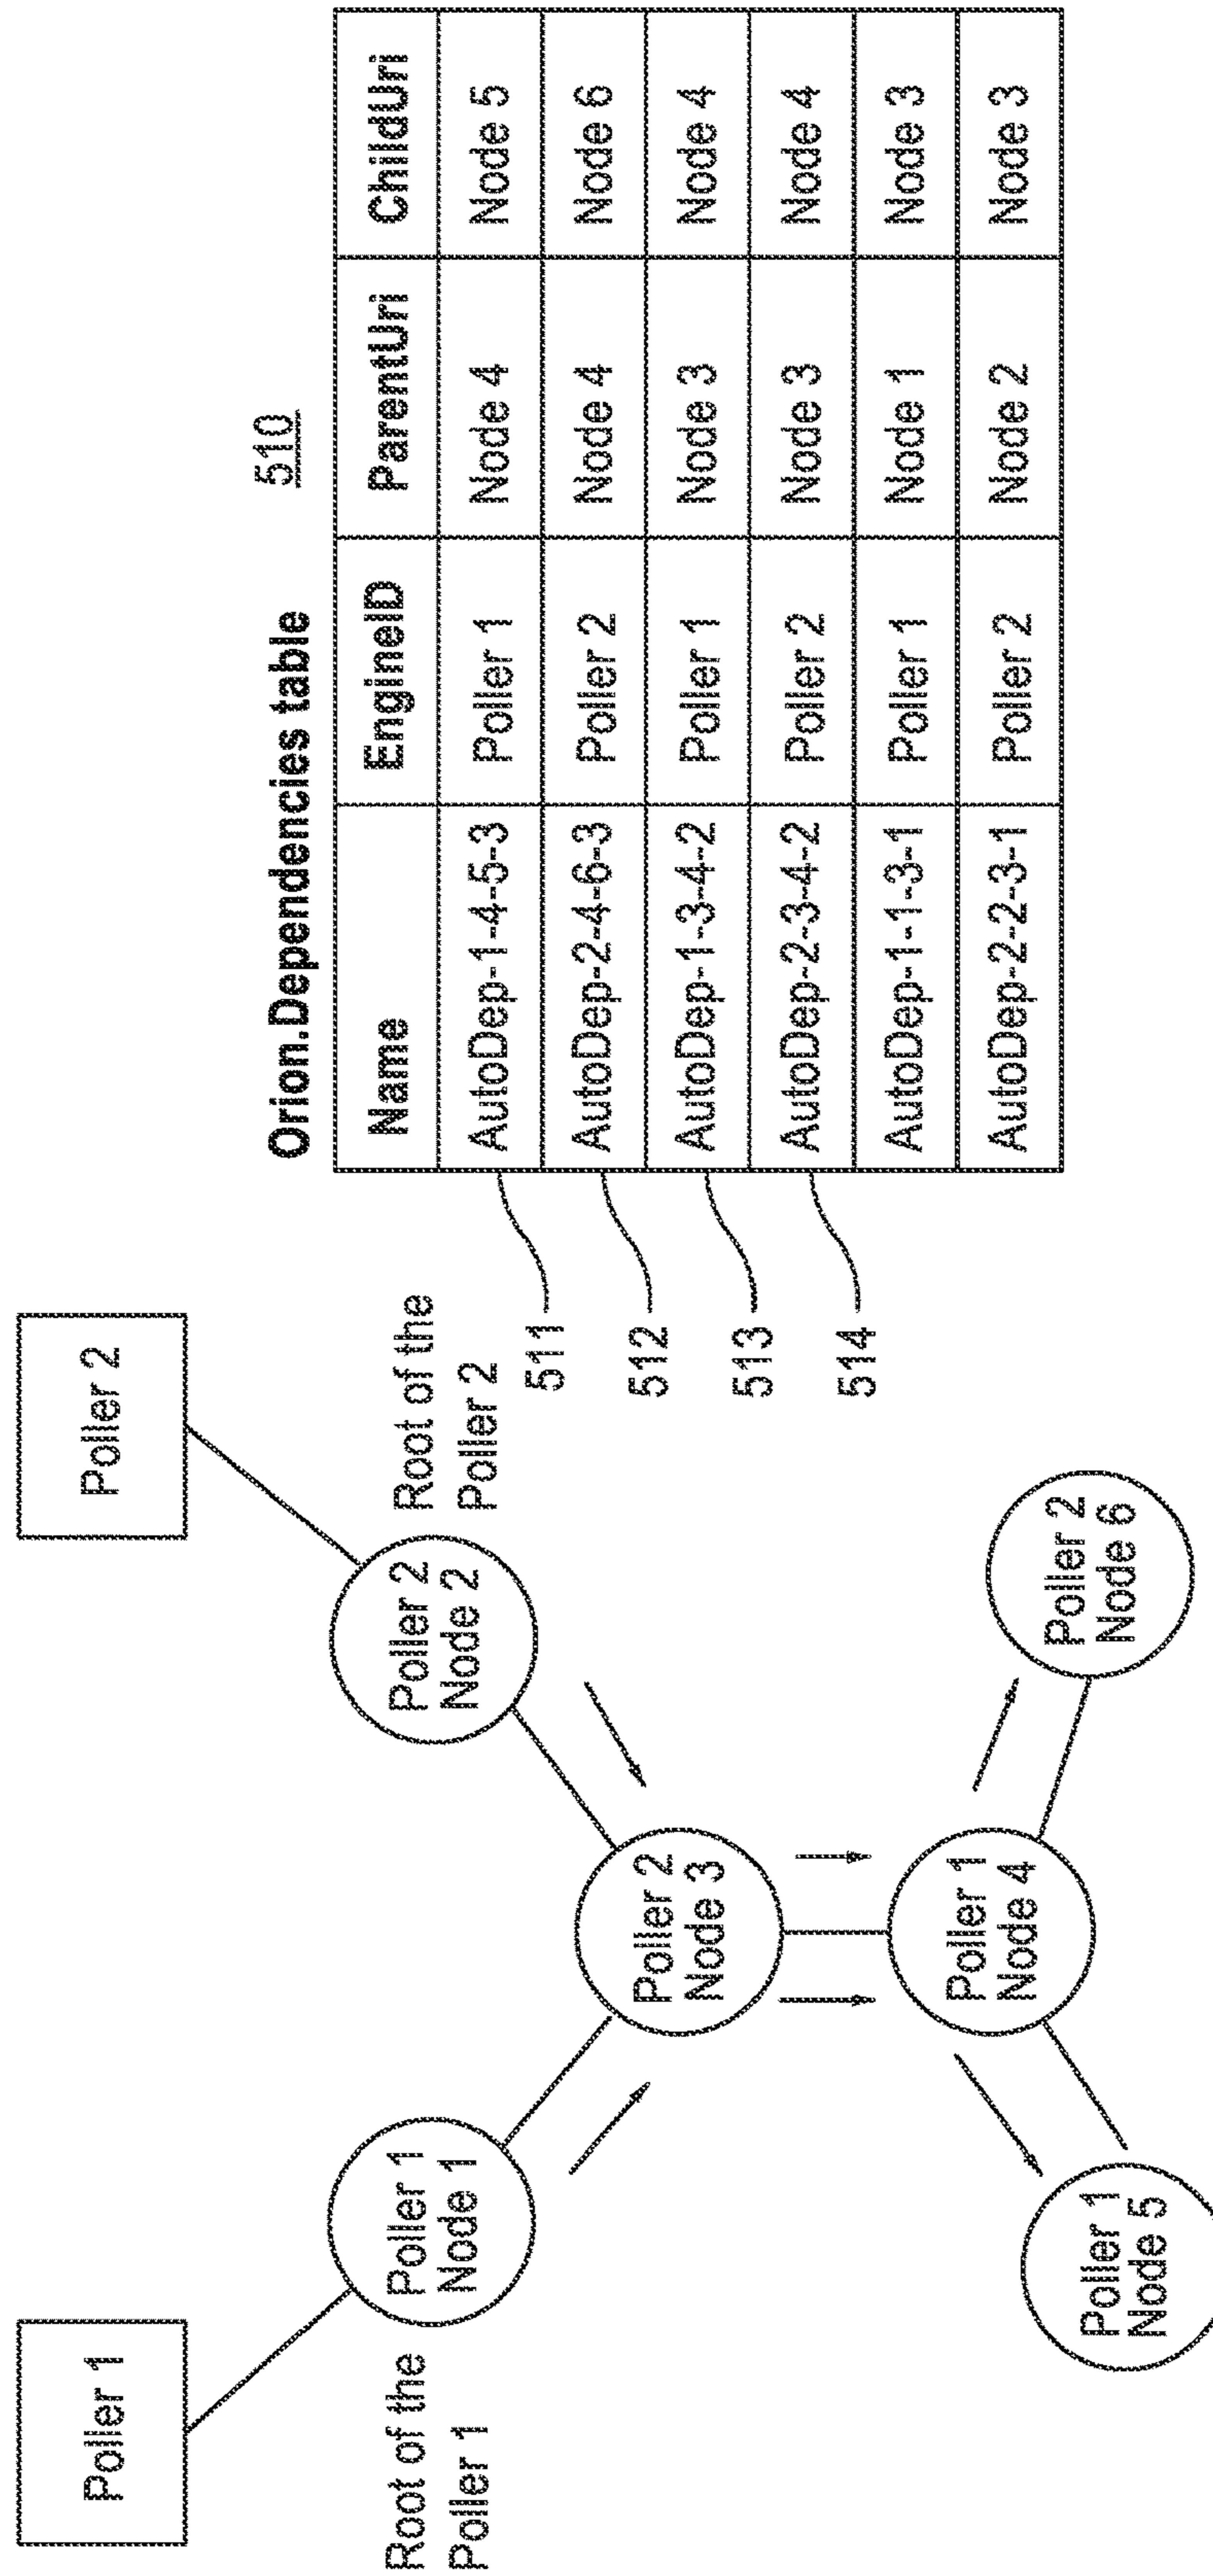 Poller 1
Poller 2
Root of the
Poller 1
Poller 1
Node 1
Poller 2
Node 2
Root of the
Poller 2
Poller 2
Node 3
Poller 1
Node 4
Poller 1
Node 5
Poller 2
Node 6
510
Orion.Dependencies table
Name EngineID ParentUri ChildUri
511 AutoDep-1-4-5-3 Poller 1 Node 4 Node 5
512 AutoDep-2-4-6-3 Poller 2 Node 4 Node 6
513 AutoDep-1-3-4-2 Poller 1 Node 3 Node 4
514 AutoDep-2-3-4-2 Poller 2 Node 3 Node 4
AutoDep-1-1-3-1 Poller 1 Node 1 Node 3
AutoDep-2-2-3-1 Poller 2 Node 2 Node 3